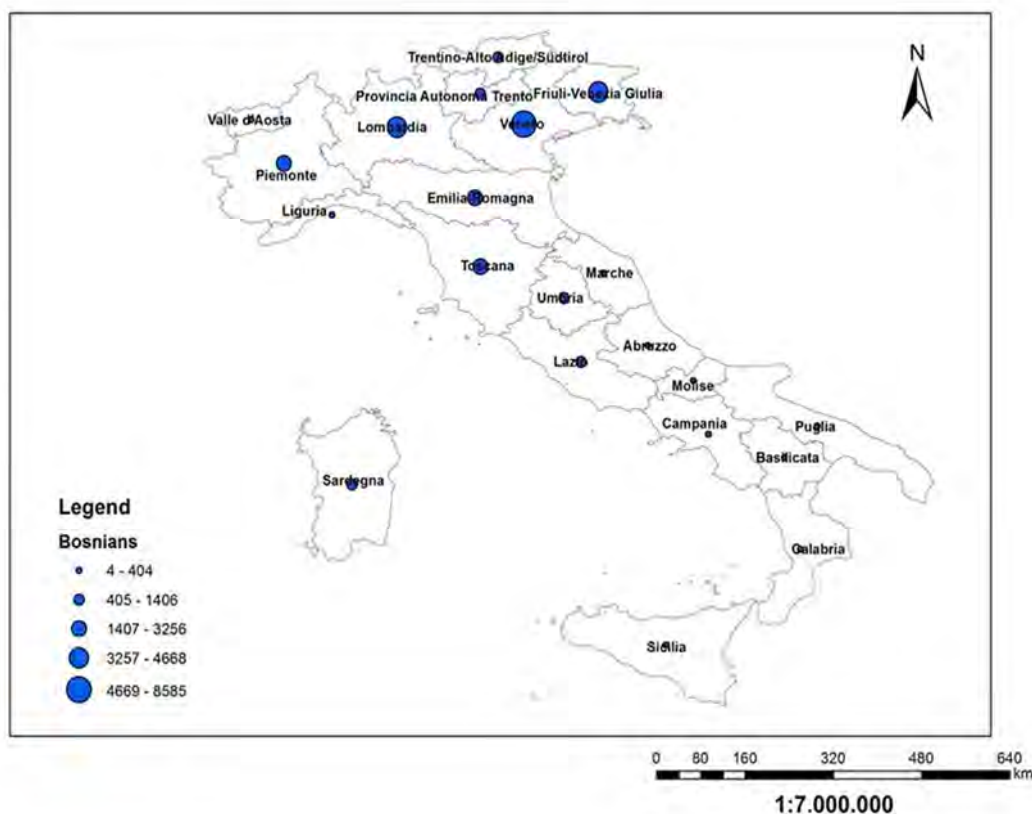 N
Trentino-Alto Adige/Südtirol
Provincia Autonoma Trento
Friuli-Venezia Giulia
Valle d'Aosta
Lombardia
Veneto
Piemonte
Emilia-Romagna
Liguria
Toscana
Marche
Umbria
Abruzzo
Lazio
Molise
Campania
Puglia
Basilicata
Sardegna
Calabria
Sicilia
Legend
Bosnians
4 - 404
405 - 1406
1407 - 3256
3257 - 4668
4669 - 8585
0 80 160 320 480 640
km
1:7.000.000